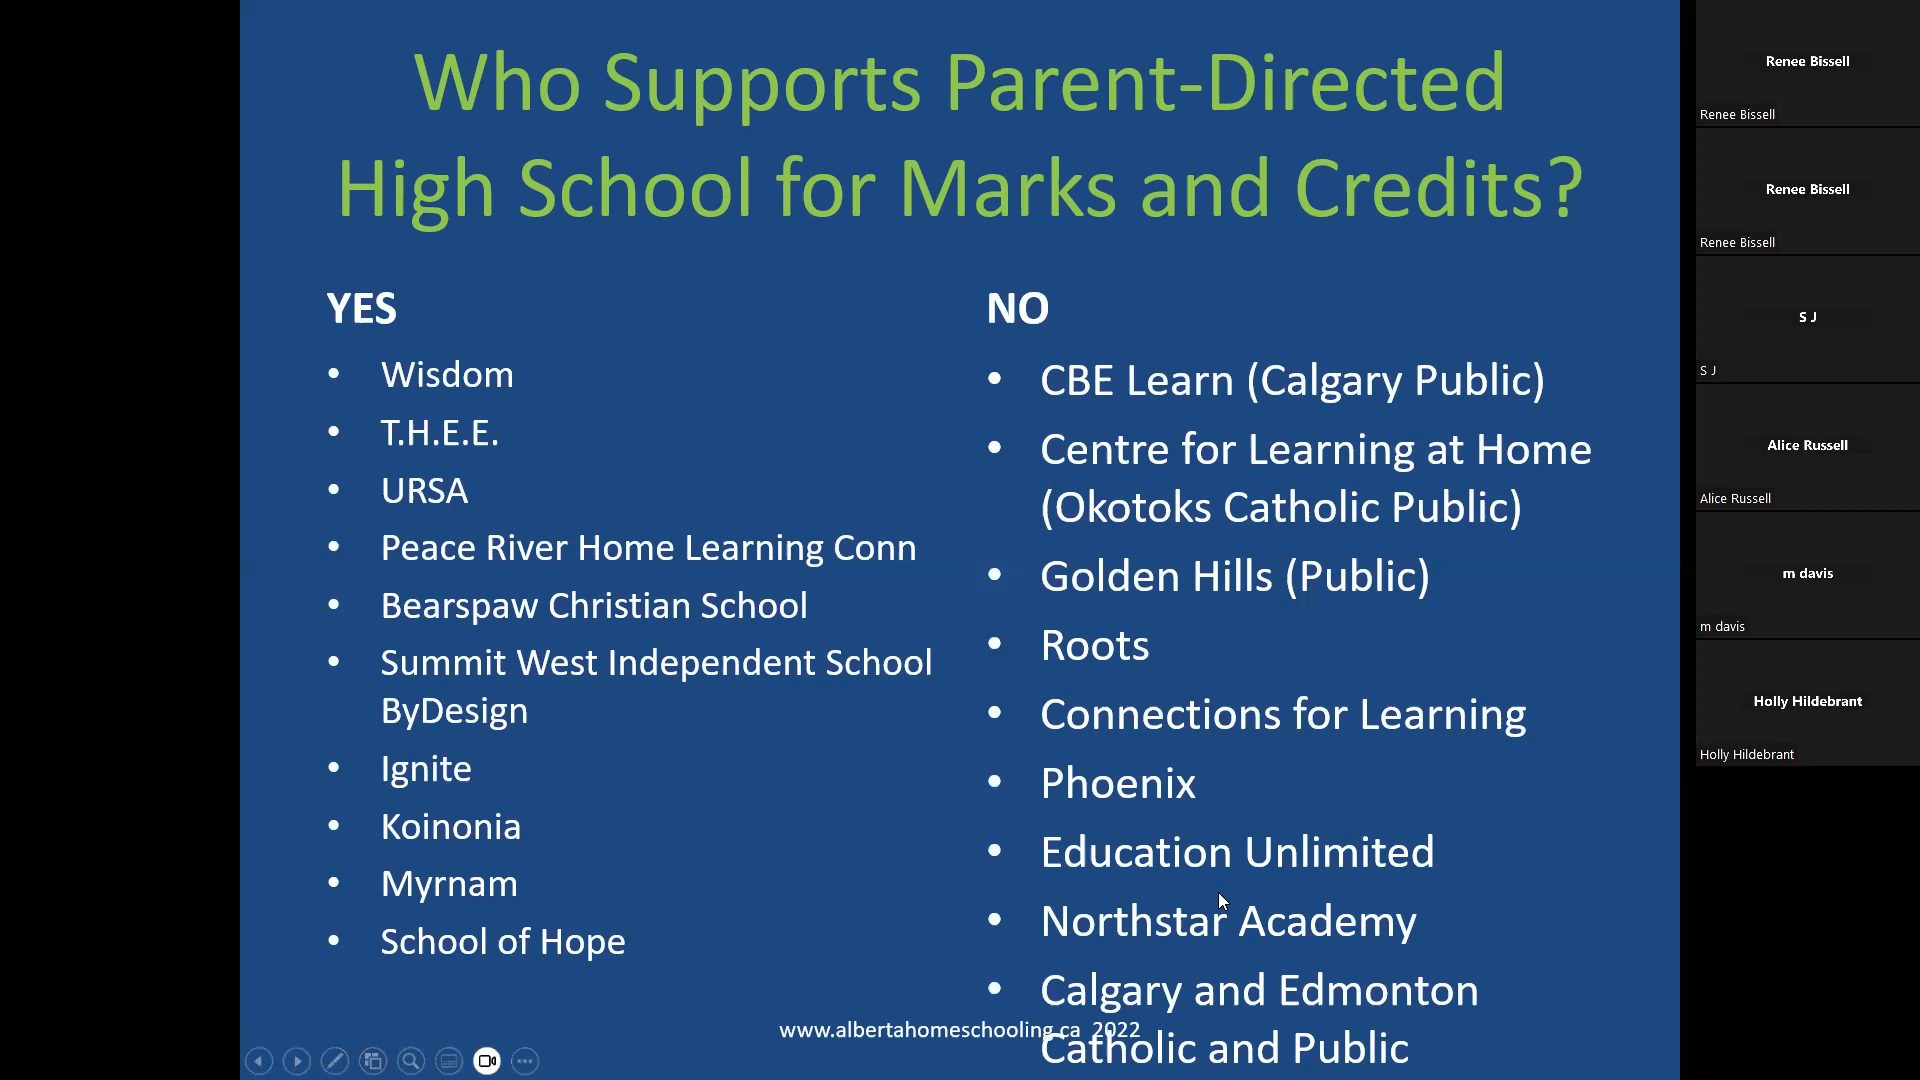 Who Supports Parent-Directed
High School for Marks and Credits?
YES
• Wisdom
• T.H.E.E.
• URSA
• Peace River Home Learning Conn
• Bearspaw Christian School
• Summit West Independent School
ByDesign
• Ignite
• Koinonia
• Myrnam
• School of Hope
NO
• CBE Learn (Calgary Public)
• Centre for Learning at Home
(Okotoks Catholic Public)
• Golden Hills (Public)
• Roots
• Connections for Learning
• Phoenix
• Education Unlimited
• Northstar Academy
• Calgary and Edmonton
Catholic and Public
www.albertahomeschooling.ca 2022
Renee Bissell
Renee Bissell
Renee Bissell
Renee Bissell
S J
S J
Alice Russell
Alice Russell
m davis
m davis
Holly Hildebrant
Holly Hildebrant